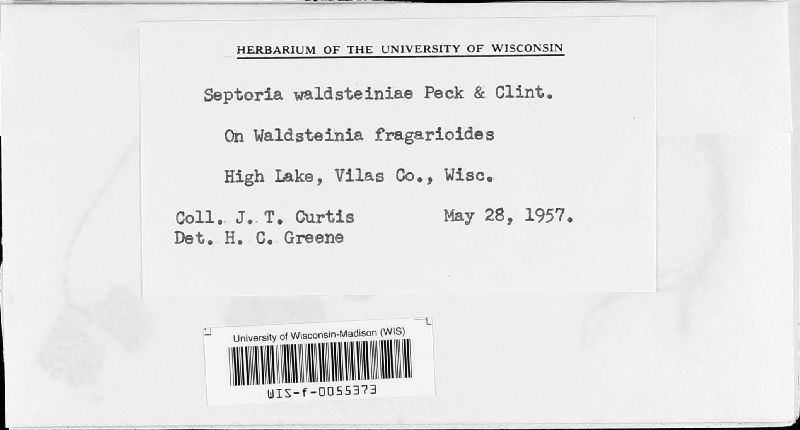 HERBARIUM OF THE UNIVERSITY OF WISCONSIN
Septoria waldsteiniae Peck & Clint.
On Waldsteinia fragarioides
High Lake, Vilas Co., Wisc.
Coll. J. T. Curtis May 28, 1957.
Det. H. C. Greene
University of Wisconsin-Madison (WIS)
WIS-f-0055373